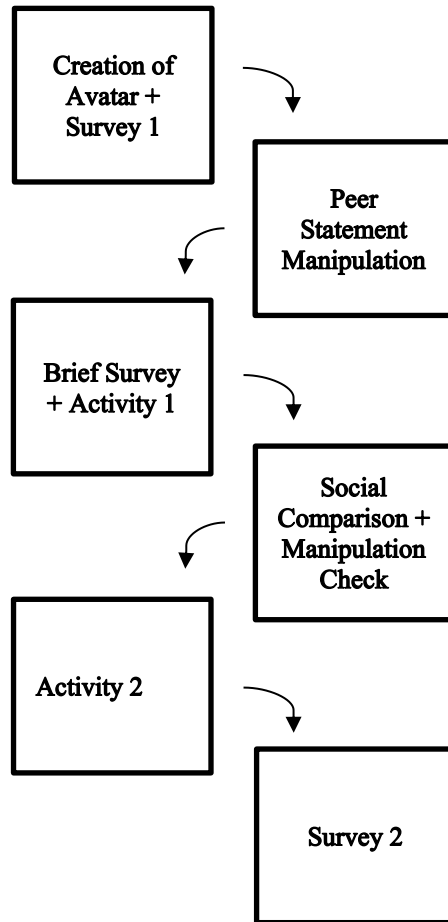 Creation of
Avatar +
Survey 1
Peer
Statement
Manipulation
Brief Survey
+ Activity 1
Social
Comparison +
Manipulation
Check
Activity 2
Survey 2